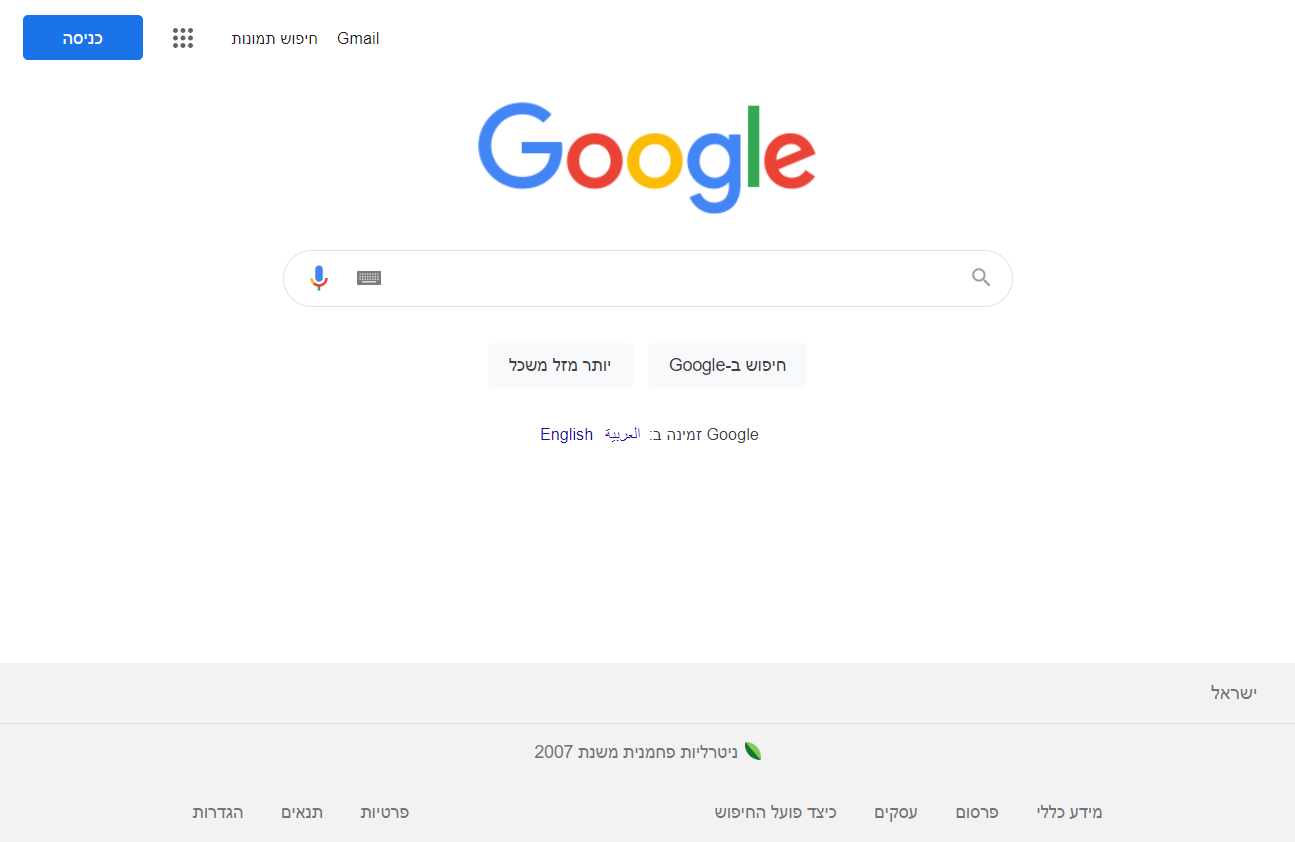 Gmail חיפוש תמונות כניסה
Google
חיפוש ב-Google יותר מזל משכל
Google זמינה ב: العربية English
ישראל
ניטרליות פחמנית משנת 2007
מידע כללי פרסום עסקים כיצד פועל החיפוש פרטיות תנאים הגדרות